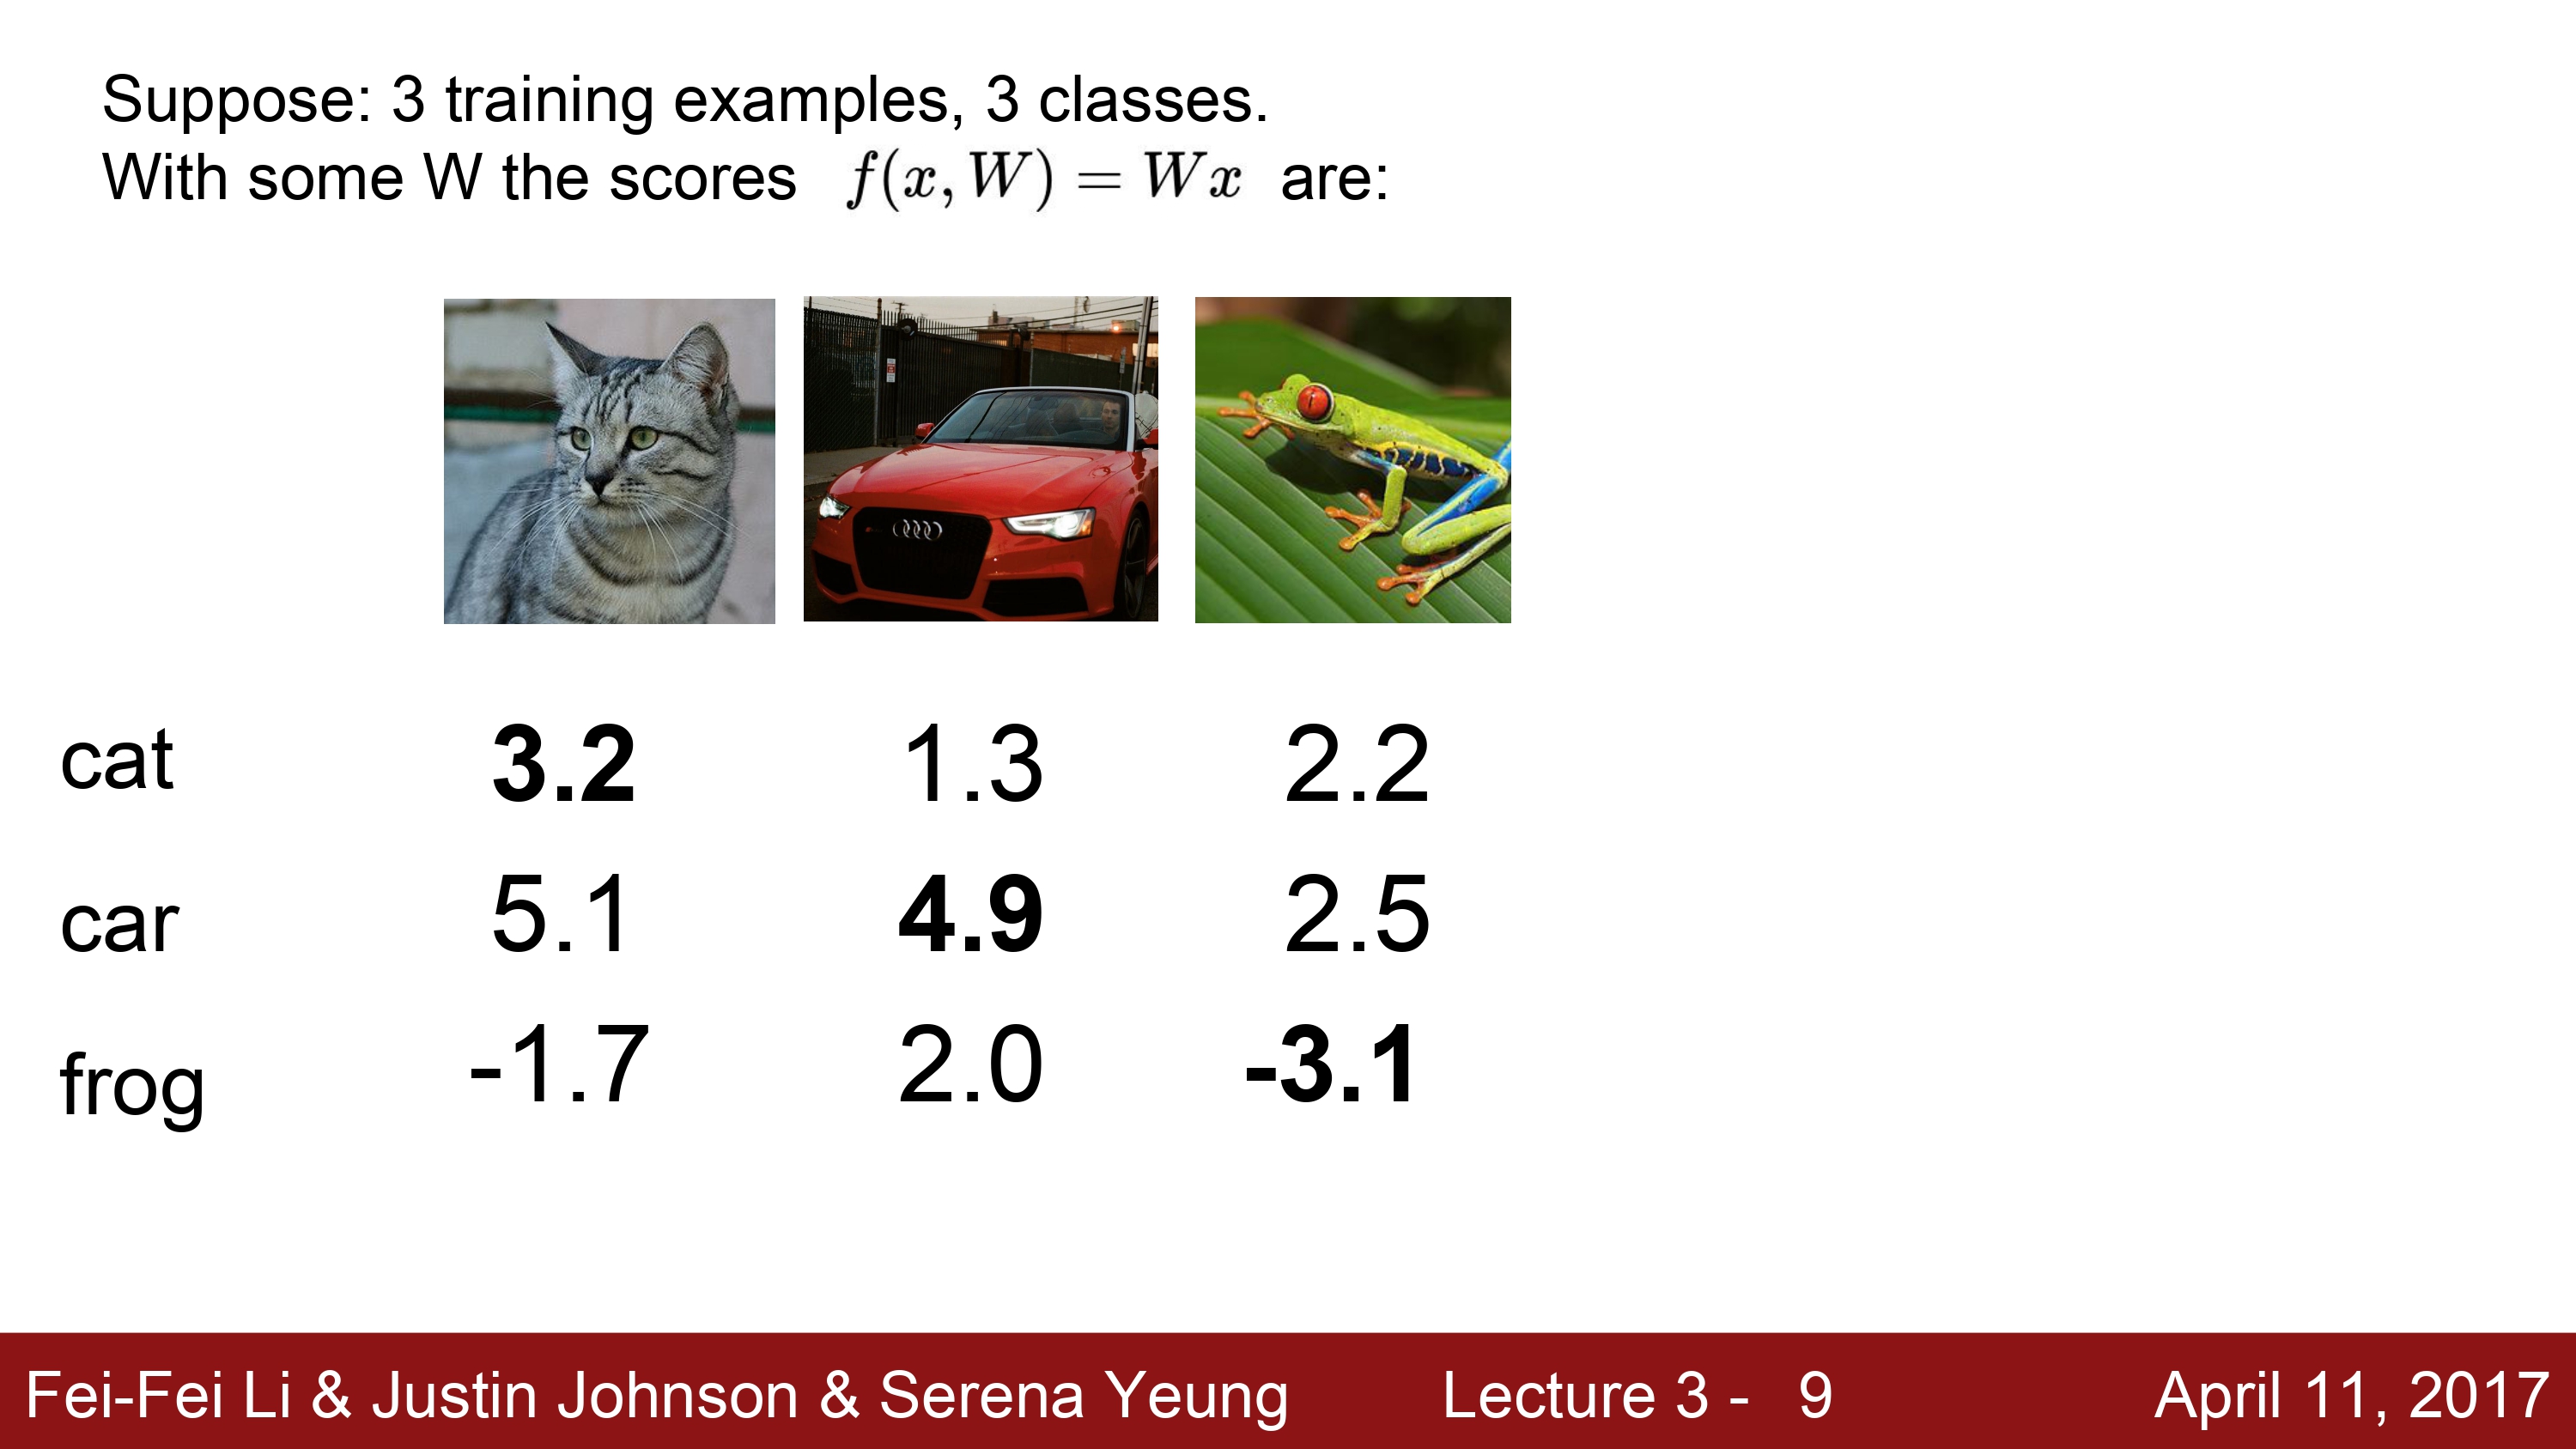 Suppose: 3 training examples, 3 classes.
With some W the scores f(x, W) = Wx are:
cat 3.2 1.3 2.2
car 5.1 4.9 2.5
frog -1.7 2.0 -3.1
Fei-Fei Li & Justin Johnson & Serena Yeung Lecture 3 - 9 April 11, 2017